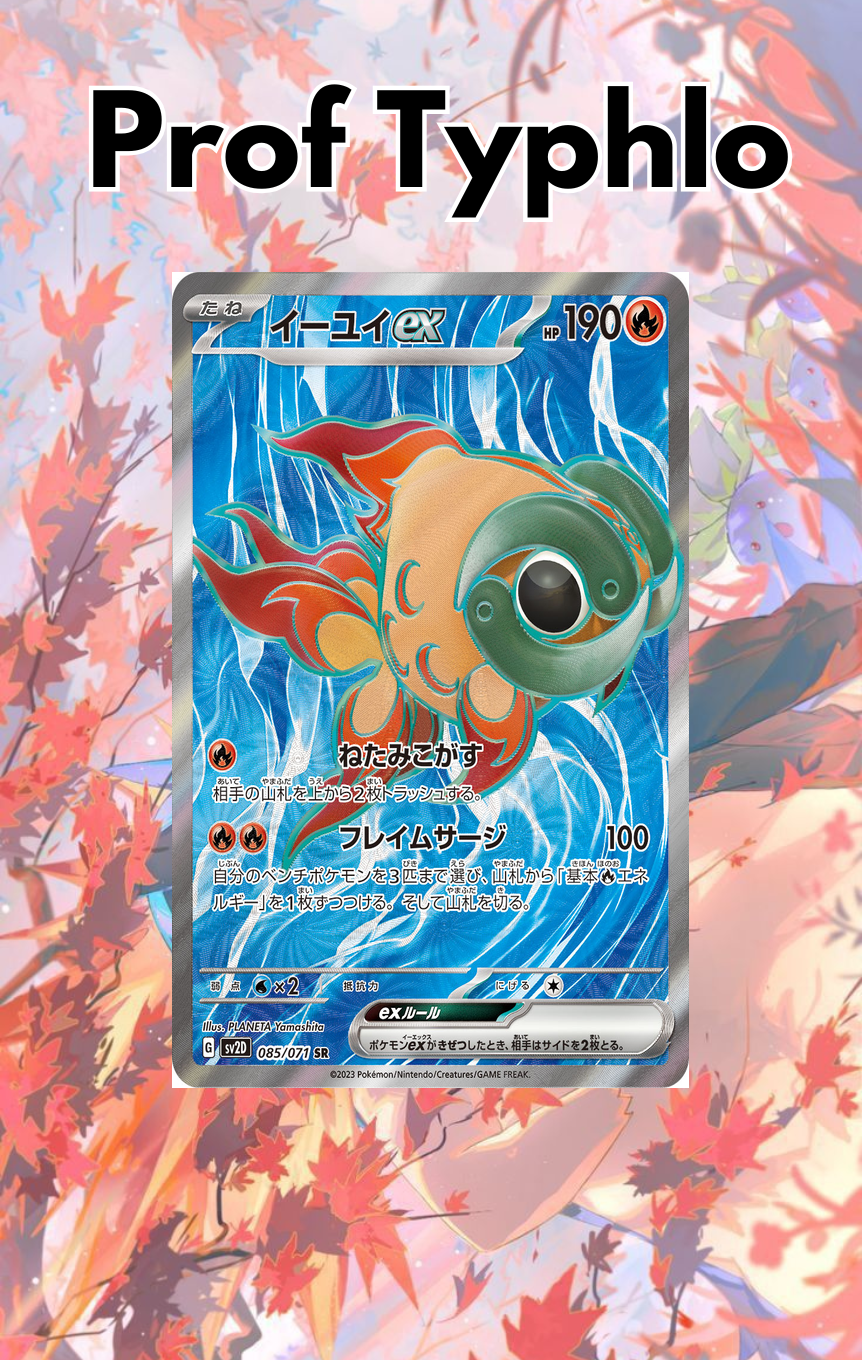 Prof Typhlo
たね
イーユイex
HP 190
ねたみこがす
相手の山札を上から2枚トラッシュする。
フレイムサージ 100
自分のベンチポケモンを3匹まで選び、山札から「基本エネ
ルギー」を1枚ずつつける。そして山札を切る。
弱点 ×2 抵抗力 にげる
Illus. PLANETA Yamashita
exルール
ポケモンexがきぜつしたとき、相手はサイドを2枚とる。
G sv2D 085/071 SR
©2023 Pokémon/Nintendo/Creatures/GAME FREAK.